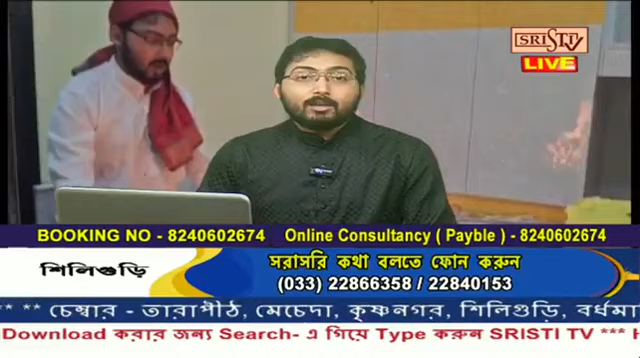 SRISTI TV
LIVE
BOOKING NO - 8240602674 Online Consultancy ( Payble ) - 8240602674
শিলিগুড়ি
সরাসরি কথা বলতে ফোন করুন
(033) 22866358 / 22840153
** ** চেম্বার - তারাপীঠ, মেচেদা, কৃষ্ণনগর, শিলিগুড়ি, বর্ধমা
Download করার জন্য Search- এ গিয়ে Type করুন SRISTI TV *** H